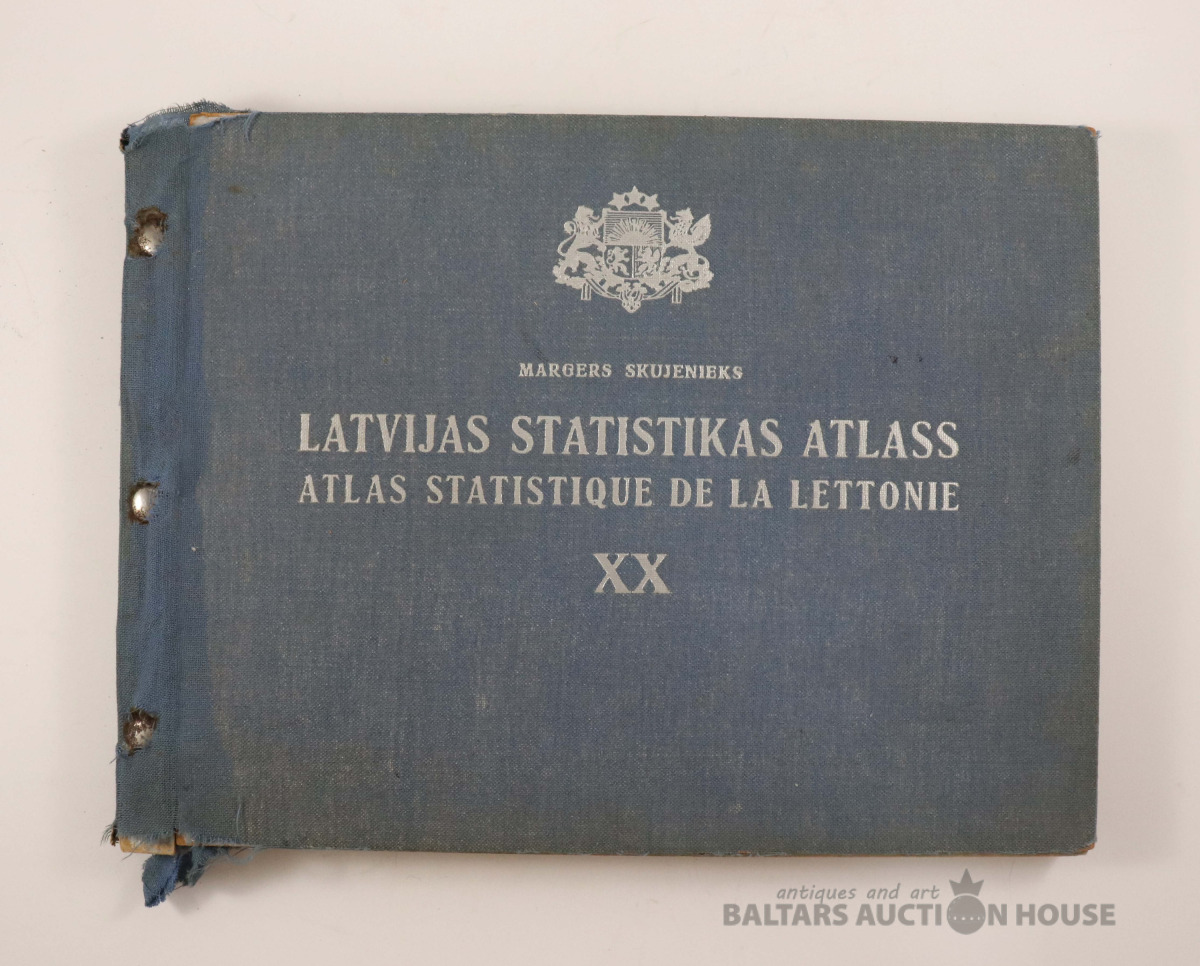 MARGERS SKUJENIEKS
LATVIJAS STATISTIKAS ATLASS
ATLAS STATISTIQUE DE LA LETTONIE
XX
antiques and art
BALTARS AUCTION HOUSE